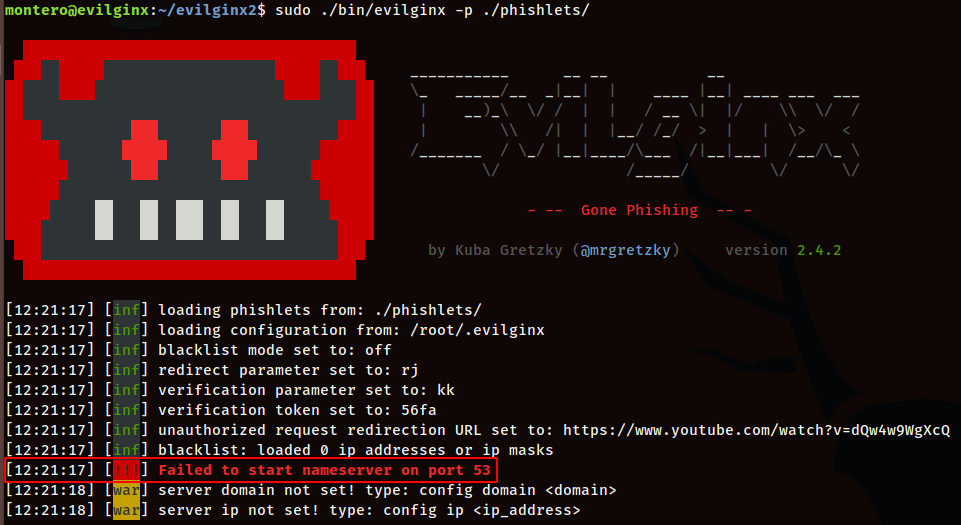 montero@evilginx:~/evilginx2$ sudo ./bin/evilginx -p ./phishlets/
Evilginx
- -- Gone Phishing -- -
by Kuba Gretzky (@mrgretzky) version 2.4.2
[12:21:17] [inf] loading phishlets from: ./phishlets/
[12:21:17] [inf] loading configuration from: /root/.evilginx
[12:21:17] [inf] blacklist mode set to: off
[12:21:17] [inf] redirect parameter set to: rj
[12:21:17] [inf] verification parameter set to: kk
[12:21:17] [inf] verification token set to: 56fa
[12:21:17] [inf] unauthorized request redirection URL set to: https://www.youtube.com/watch?v=dQw4w9WgXcQ
[12:21:17] [inf] blacklist: loaded 0 ip addresses or ip masks
[12:21:17] [!!!] Failed to start nameserver on port 53
[12:21:18] [war] server domain not set! type: config domain <domain>
[12:21:18] [war] server ip not set! type: config ip <ip_address>